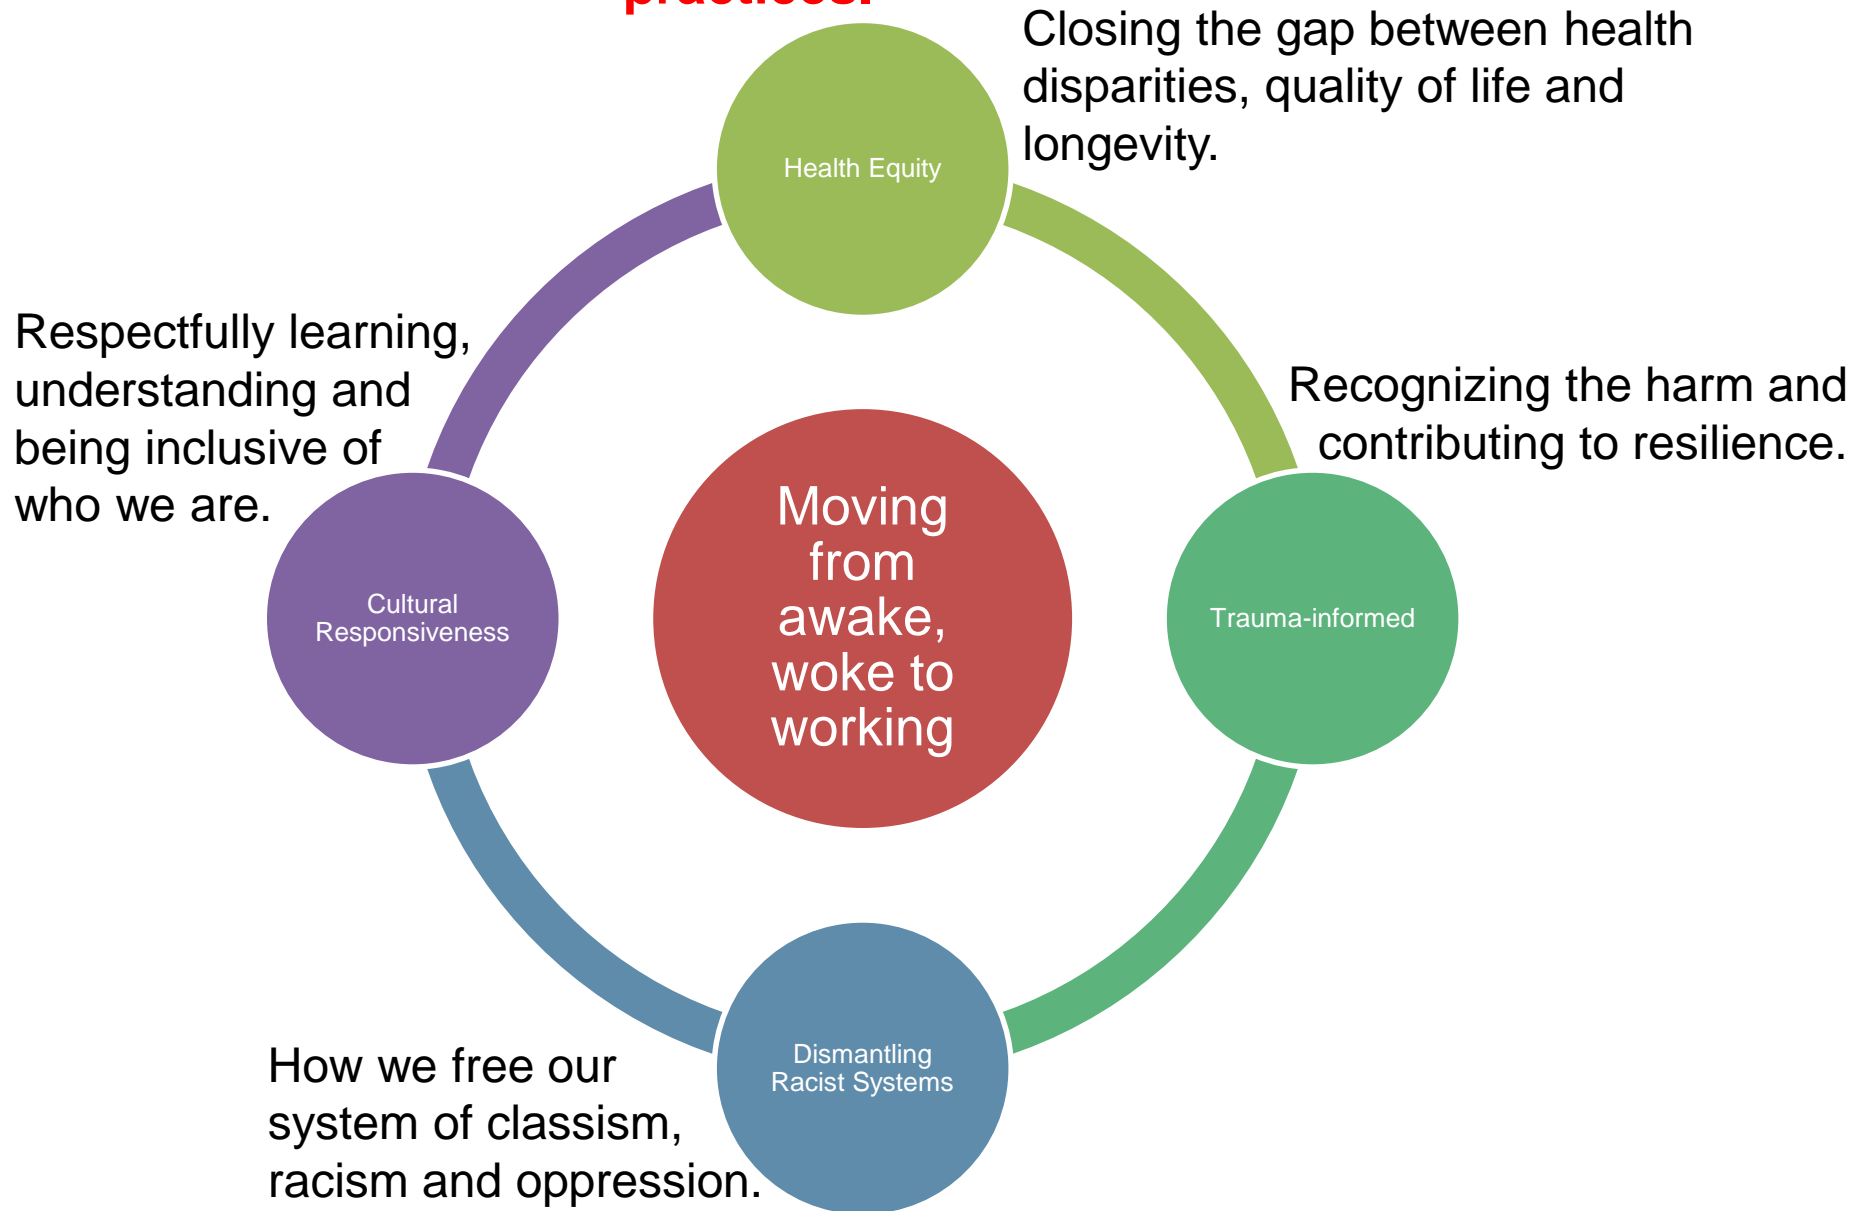 practices.
Closing the gap between health
disparities, quality of life and
longevity.
Health Equity
Respectfully learning,
understanding and
being inclusive of
who we are.
Recognizing the harm and
contributing to resilience.
Moving
from
awake,
woke to
working
Cultural
Responsiveness
Trauma-informed
How we free our
system of classism,
racism and oppression.
Dismantling
Racist Systems